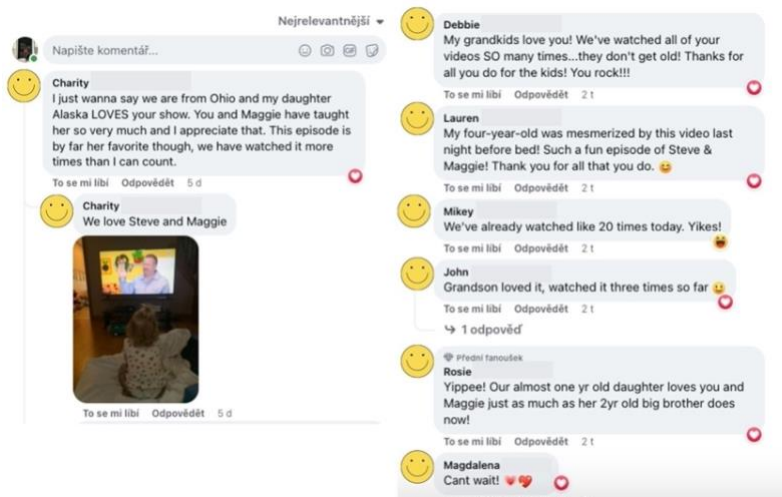 Nejrelevantnější
Napište komentář...
GIF
Charity
I just wanna say we are from Ohio and my daughter
Alaska LOVES your show. You and Maggie have taught
her so very much and I appreciate that. This episode is
by far her favorite though, we have watched it more
times than I can count.
To se mi líbí Odpovědět 5 d
Charity
We love Steve and Maggie
To se mi líbí Odpovědět 5 d
Debbie
My grandkids love you! We've watched all of your
videos SO many times...they don't get old! Thanks for
all you do for the kids! You rock!!!
To se mi líbí Odpovědět 2 t
Lauren
My four-year-old was mesmerized by this video last
night before bed! Such a fun episode of Steve &
Maggie! Thank you for all that you do. 😆
To se mi líbí Odpovědět 2 t
Mikey
We've already watched like 20 times today. Yikes!
To se mi líbí Odpovědět 2 t
John
Grandson loved it, watched it three times so far 😃
To se mi líbí Odpovědět 2 t
1 odpověď
Přední fanoušek
Rosie
Yippee! Our almost one yr old daughter loves you and
Maggie just as much as her 2yr old big brother does
now!
To se mi líbí Odpovědět 2 t
Magdalena
Cant wait! 💗💖